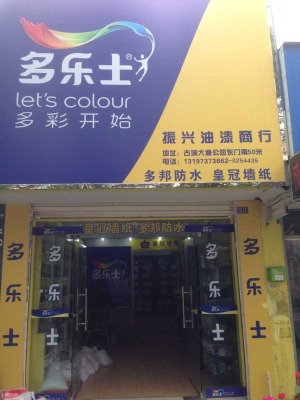 多乐士®
let's colour
多彩开始
振兴油漆商行
地址：古城大道公园东门南50米
电话：13197373662-8254435
多邦防水 皇冠墙纸
皇冠墙纸 多邦防水
多乐士
多乐士
多乐士